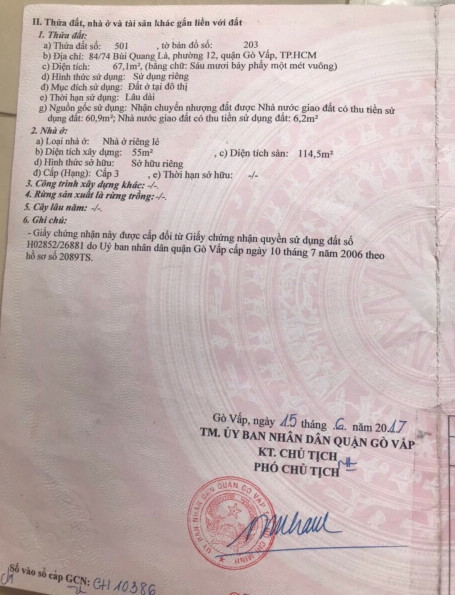 II. Thửa đất, nhà ở và tài sản khác gắn liền với đất
1. Thửa đất:
a) Thửa đất số: 501 , tờ bản đồ số: 203
b) Địa chỉ: 84/74 Bùi Quang Là, phường 12, quận Gò Vấp, TP.HCM
c) Diện tích: 67,1m², (bằng chữ: Sáu mươi bảy phẩy một mét vuông)
d) Hình thức sử dụng: Sử dụng riêng
đ) Mục đích sử dụng: Đất ở tại đô thị
e) Thời hạn sử dụng: Lâu dài
g) Nguồn gốc sử dụng: Nhận chuyển nhượng đất được Nhà nước giao đất có thu tiền sử
dụng đất: 60,9m²; Nhà nước giao đất có thu tiền sử dụng đất: 6,2m²
2. Nhà ở:
a) Loại nhà ở: Nhà ở riêng lẻ
b) Diện tích xây dựng: 55m² , c) Diện tích sàn: 114,5m²
d) Hình thức sở hữu: Sở hữu riêng
đ) Cấp (Hạng): Cấp 3 , e) Thời hạn sở hữu: -/-
3. Công trình xây dựng khác: -/-
4. Rừng sản xuất là rừng trồng: -/-
5. Cây lâu năm: -/-
6. Ghi chú:
- Giấy chứng nhận này được cấp đổi từ Giấy chứng nhận quyền sử dụng đất số
H02852/26881 do Uỷ ban nhân dân quận Gò Vấp cấp ngày 10 tháng 7 năm 2006 theo
hồ sơ số 2089TS.
Gò Vấp, ngày 15 tháng 6 năm 2017
TM. ỦY BAN NHÂN DÂN QUẬN GÒ VẤP
KT. CHỦ TỊCH
PHÓ CHỦ TỊCH
Số vào sổ cấp GCN: CH10386